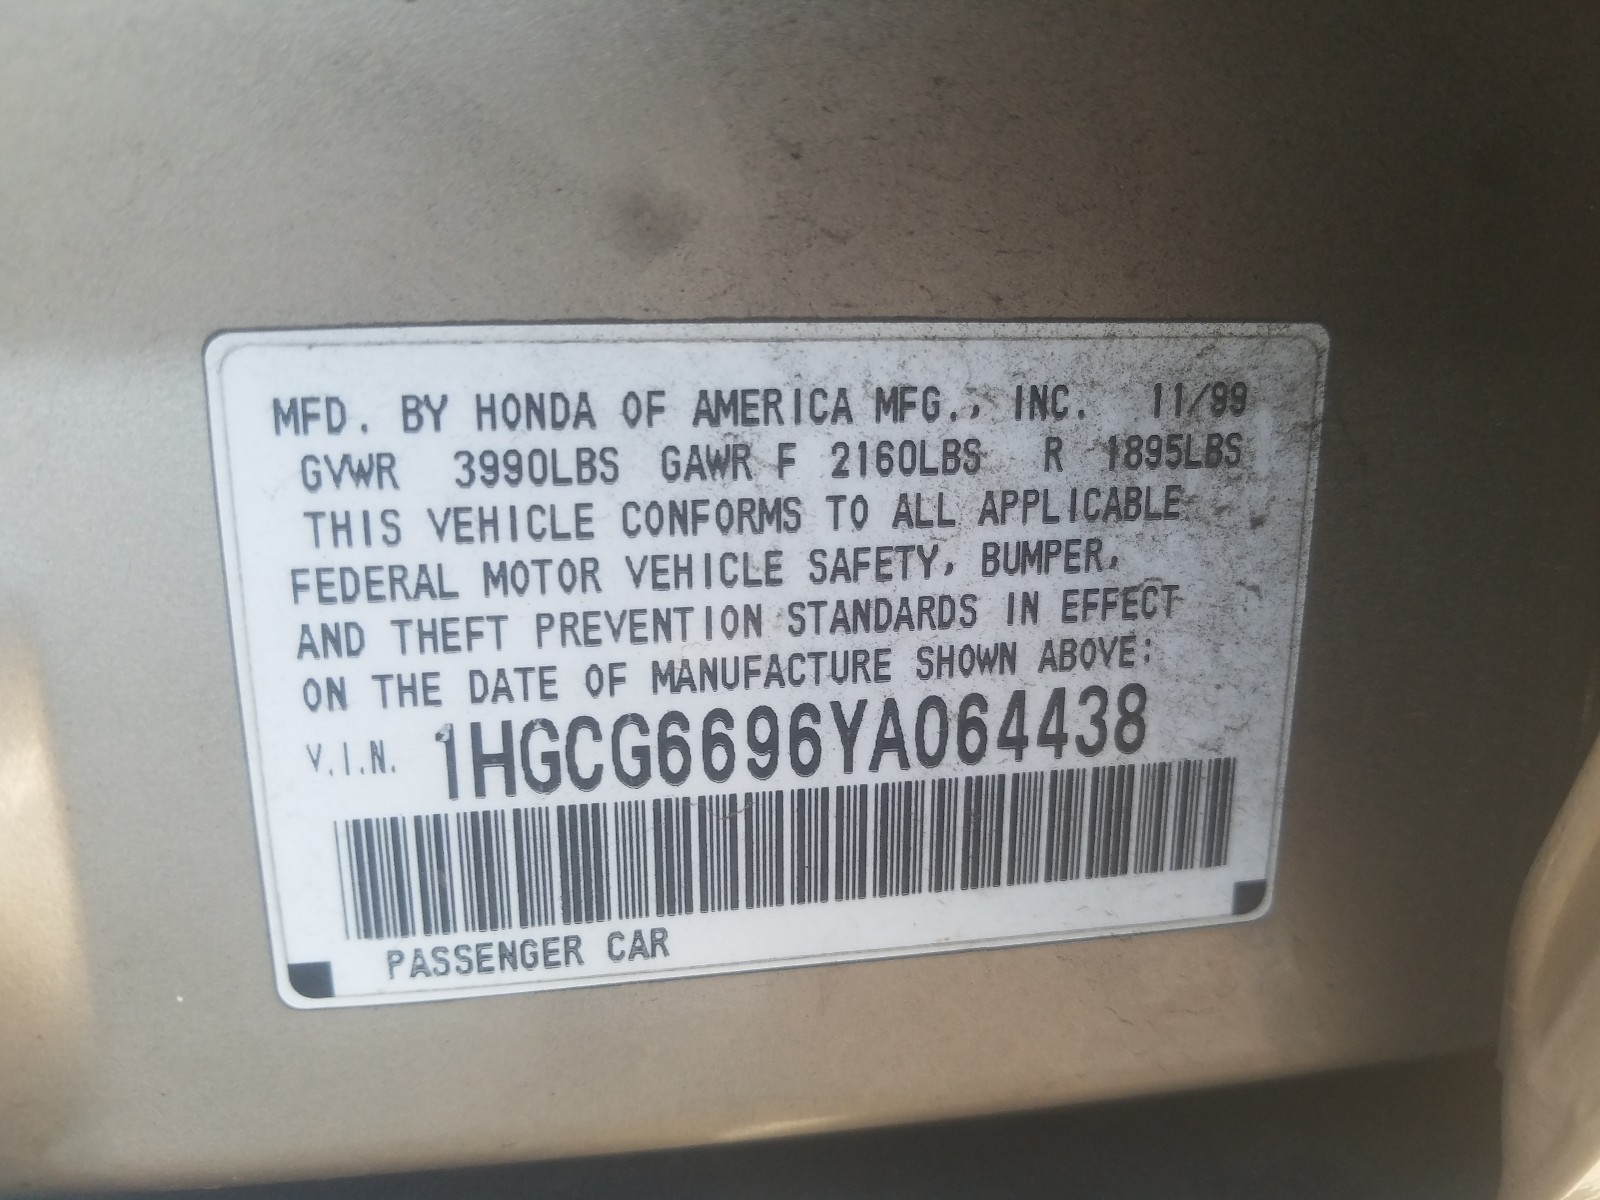 MFD. BY HONDA OF AMERICA MFG., INC. 11/99
GVWR 3990LBS GAWR F 2160LBS R 1895LBS
THIS VEHICLE CONFORMS TO ALL APPLICABLE
FEDERAL MOTOR VEHICLE SAFETY, BUMPER,
AND THEFT PREVENTION STANDARDS IN EFFECT
ON THE DATE OF MANUFACTURE SHOWN ABOVE:
V.I.N. 1HGCG6696YA064438
PASSENGER CAR